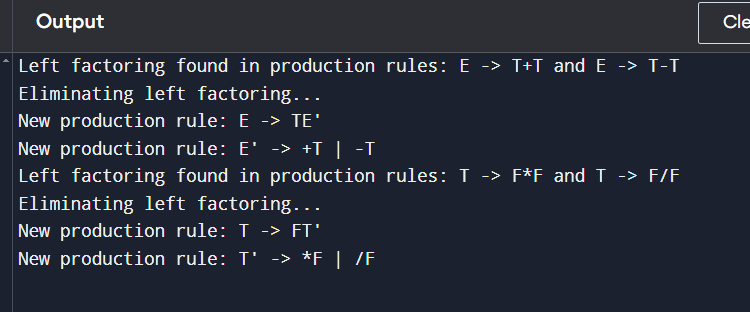 Output
Cle
Left factoring found in production rules: E -> T+T and E -> T-T
Eliminating left factoring...
New production rule: E -> TE'
New production rule: E' -> +T | -T
Left factoring found in production rules: T -> F*F and T -> F/F
Eliminating left factoring...
New production rule: T -> FT'
New production rule: T' -> *F | /F